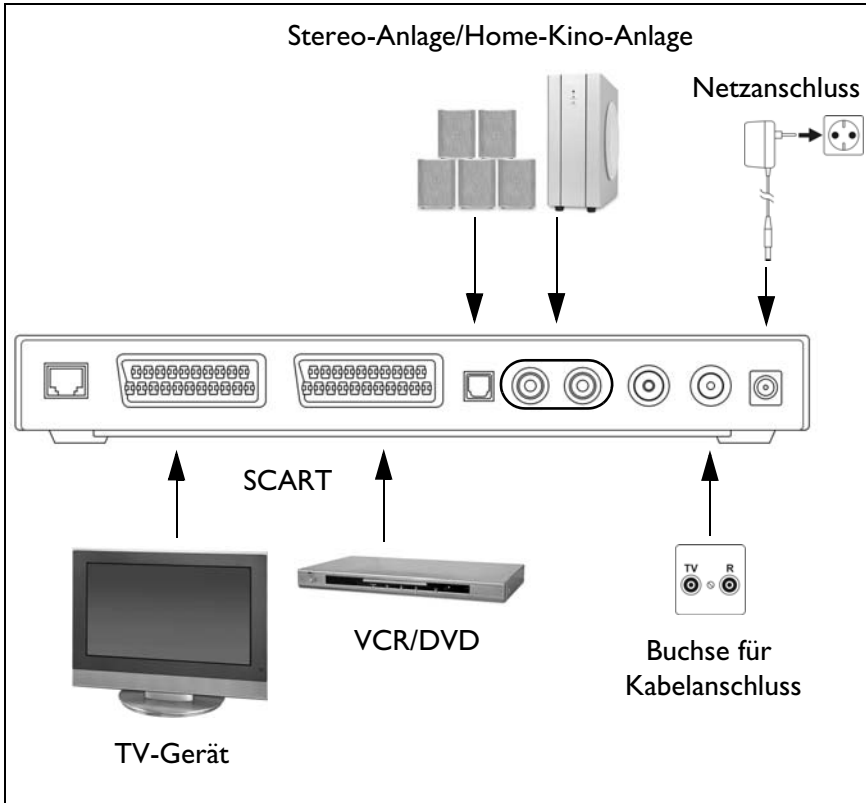 Stereo-Anlage/Home-Kino-Anlage
Netzanschluss
SCART
TV R
VCR/DVD
Buchse für
Kabelanschluss
TV-Gerät